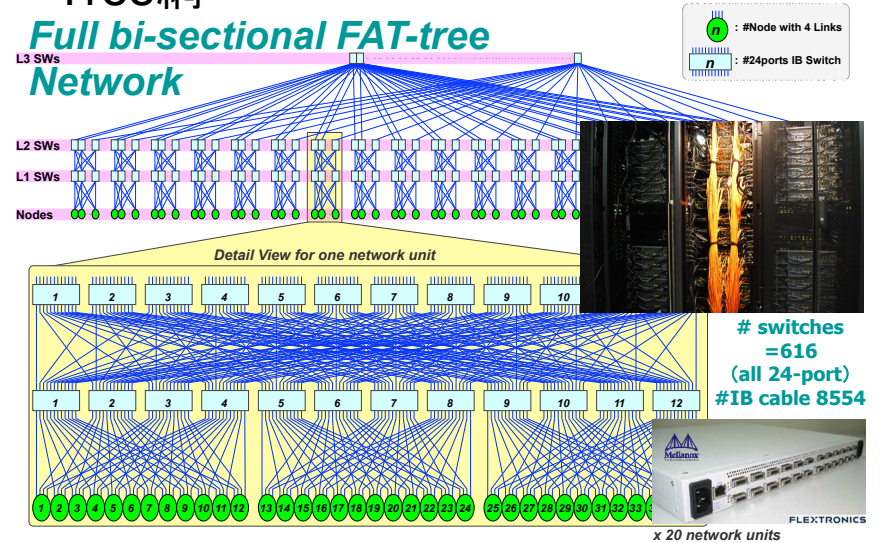 Full bi-sectional FAT-tree
Network
n : #Node with 4 Links
n : #24ports IB Switch
L3 SWs
L2 SWs
L1 SWs
Nodes
Detail View for one network unit
1 2 3 4 5 6 7 8 9 10
1 2 3 4 5 6 7 8 9 10 11 12
1 2 3 4 5 6 7 8 9 10 11 12 13 14 15 16 17 18 19 20 21 22 23 24 25 26 27 28 29 30 31 32 33
# switches
=616
（all 24-port）
#IB cable 8554
Mellanox
FLEXTRONICS
x 20 network units